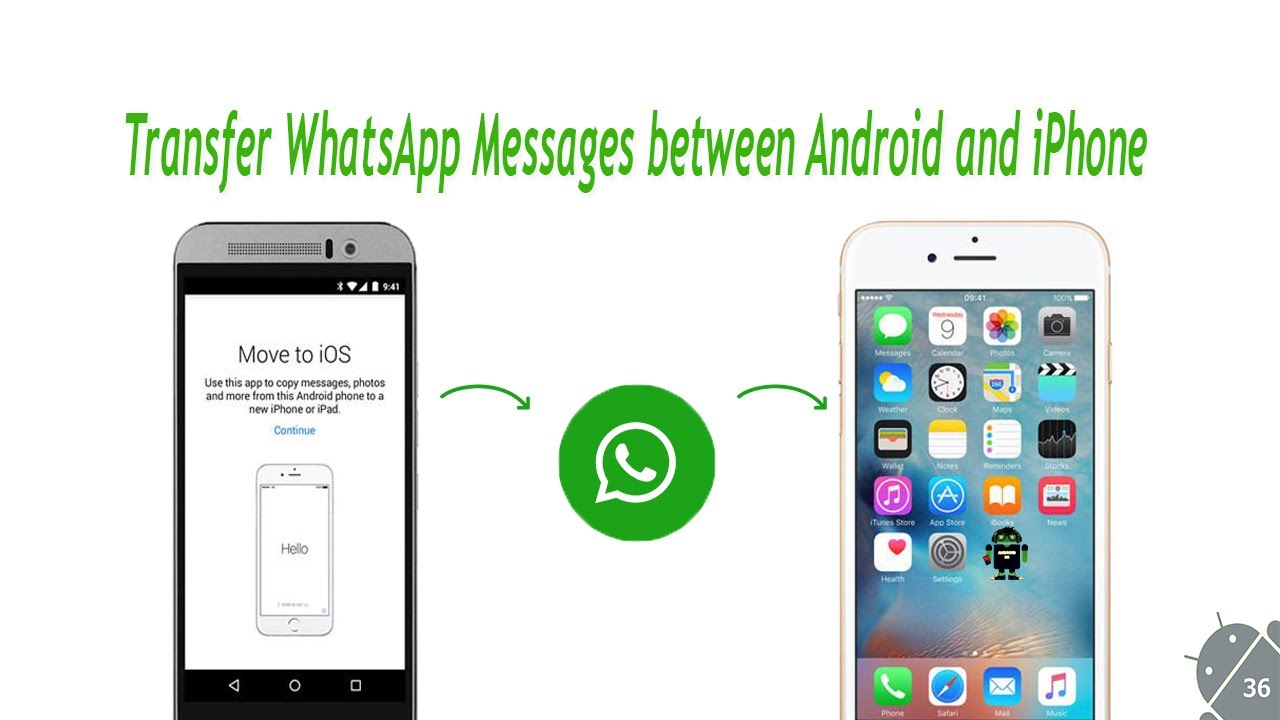 Transfer WhatsApp Messages between Android and iPhone
9:41
Move to iOS
Use this app to copy messages, photos
and more from this Android phone to a
new iPhone or iPad.
Continue
Hello
09:41 100%
Wednesday
9
Messages Calendar Photos Camera
280
Weather Clock Maps Videos
Wallet Notes Reminders Stocks
iTunes Store App Store iBooks News
Health Settings
Phone Safari Mail Music
36